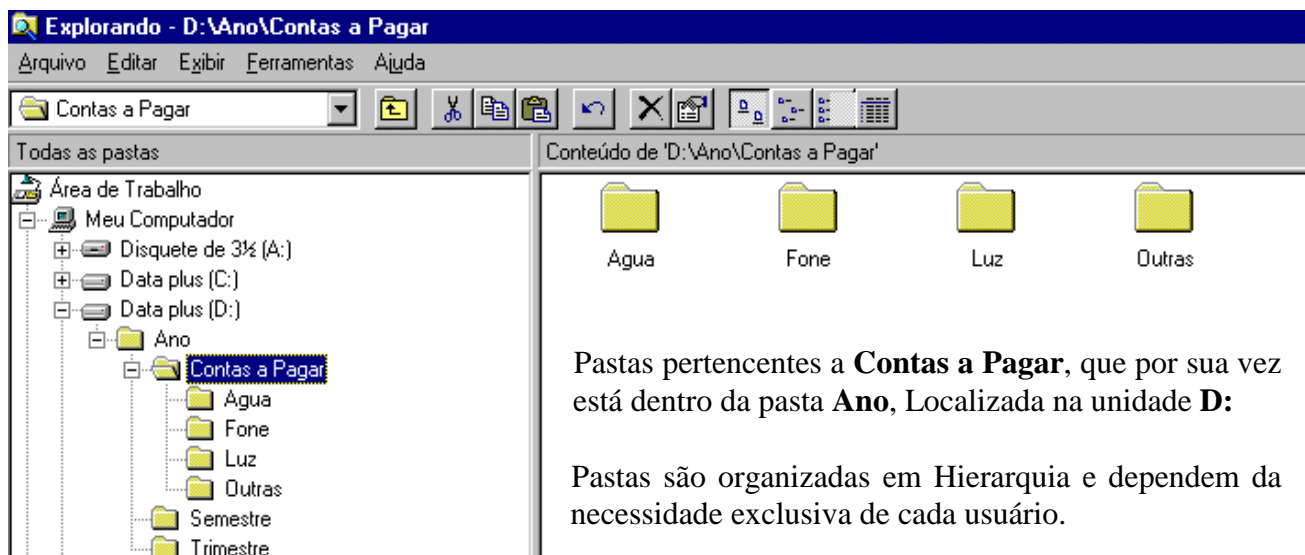 Explorando - D:\Ano\Contas a Pagar
Arquivo Editar Exibir Ferramentas Ajuda
Contas a Pagar
Todas as pastas
Conteúdo de 'D:\Ano\Contas a Pagar'
Área de Trabalho
Meu Computador
Disquete de 3½ (A:)
Data plus (C:)
Data plus (D:)
Ano
Contas a Pagar
Agua
Fone
Luz
Outras
Semestre
Trimestre
Agua Fone Luz Outras
Pastas pertencentes a Contas a Pagar, que por sua vez
está dentro da pasta Ano, Localizada na unidade D:
Pastas são organizadas em Hierarquia e dependem da
necessidade exclusiva de cada usuário.